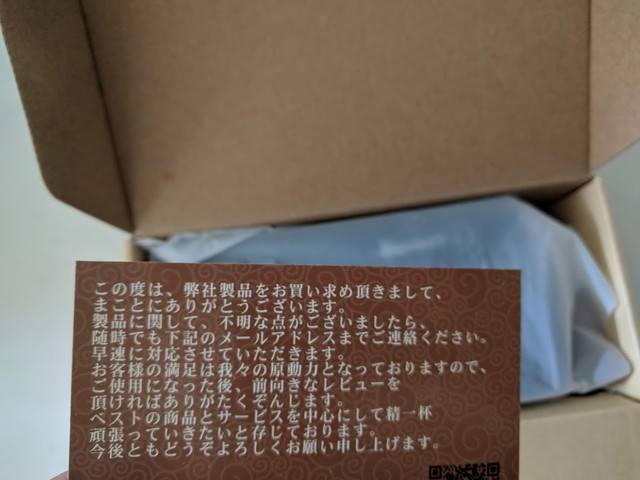 この度は、弊社製品をお買い求め頂きまして、
まことにありがとうございます。
製品に関して、不明な点がございましたら、
随時でも下記のメールアドレスまでご連絡ください。
早速に対応させていただきます。
お客様の満足は我々の原動力となっておりますので、
ご使用になった後、前向きなレビューを
頂ければありがたくぞんじます。
ベストの商品とサービスを中心にして精一杯
頑張っていきたいと存じております。
今後ともどうぞよろしくお願い申し上げます。